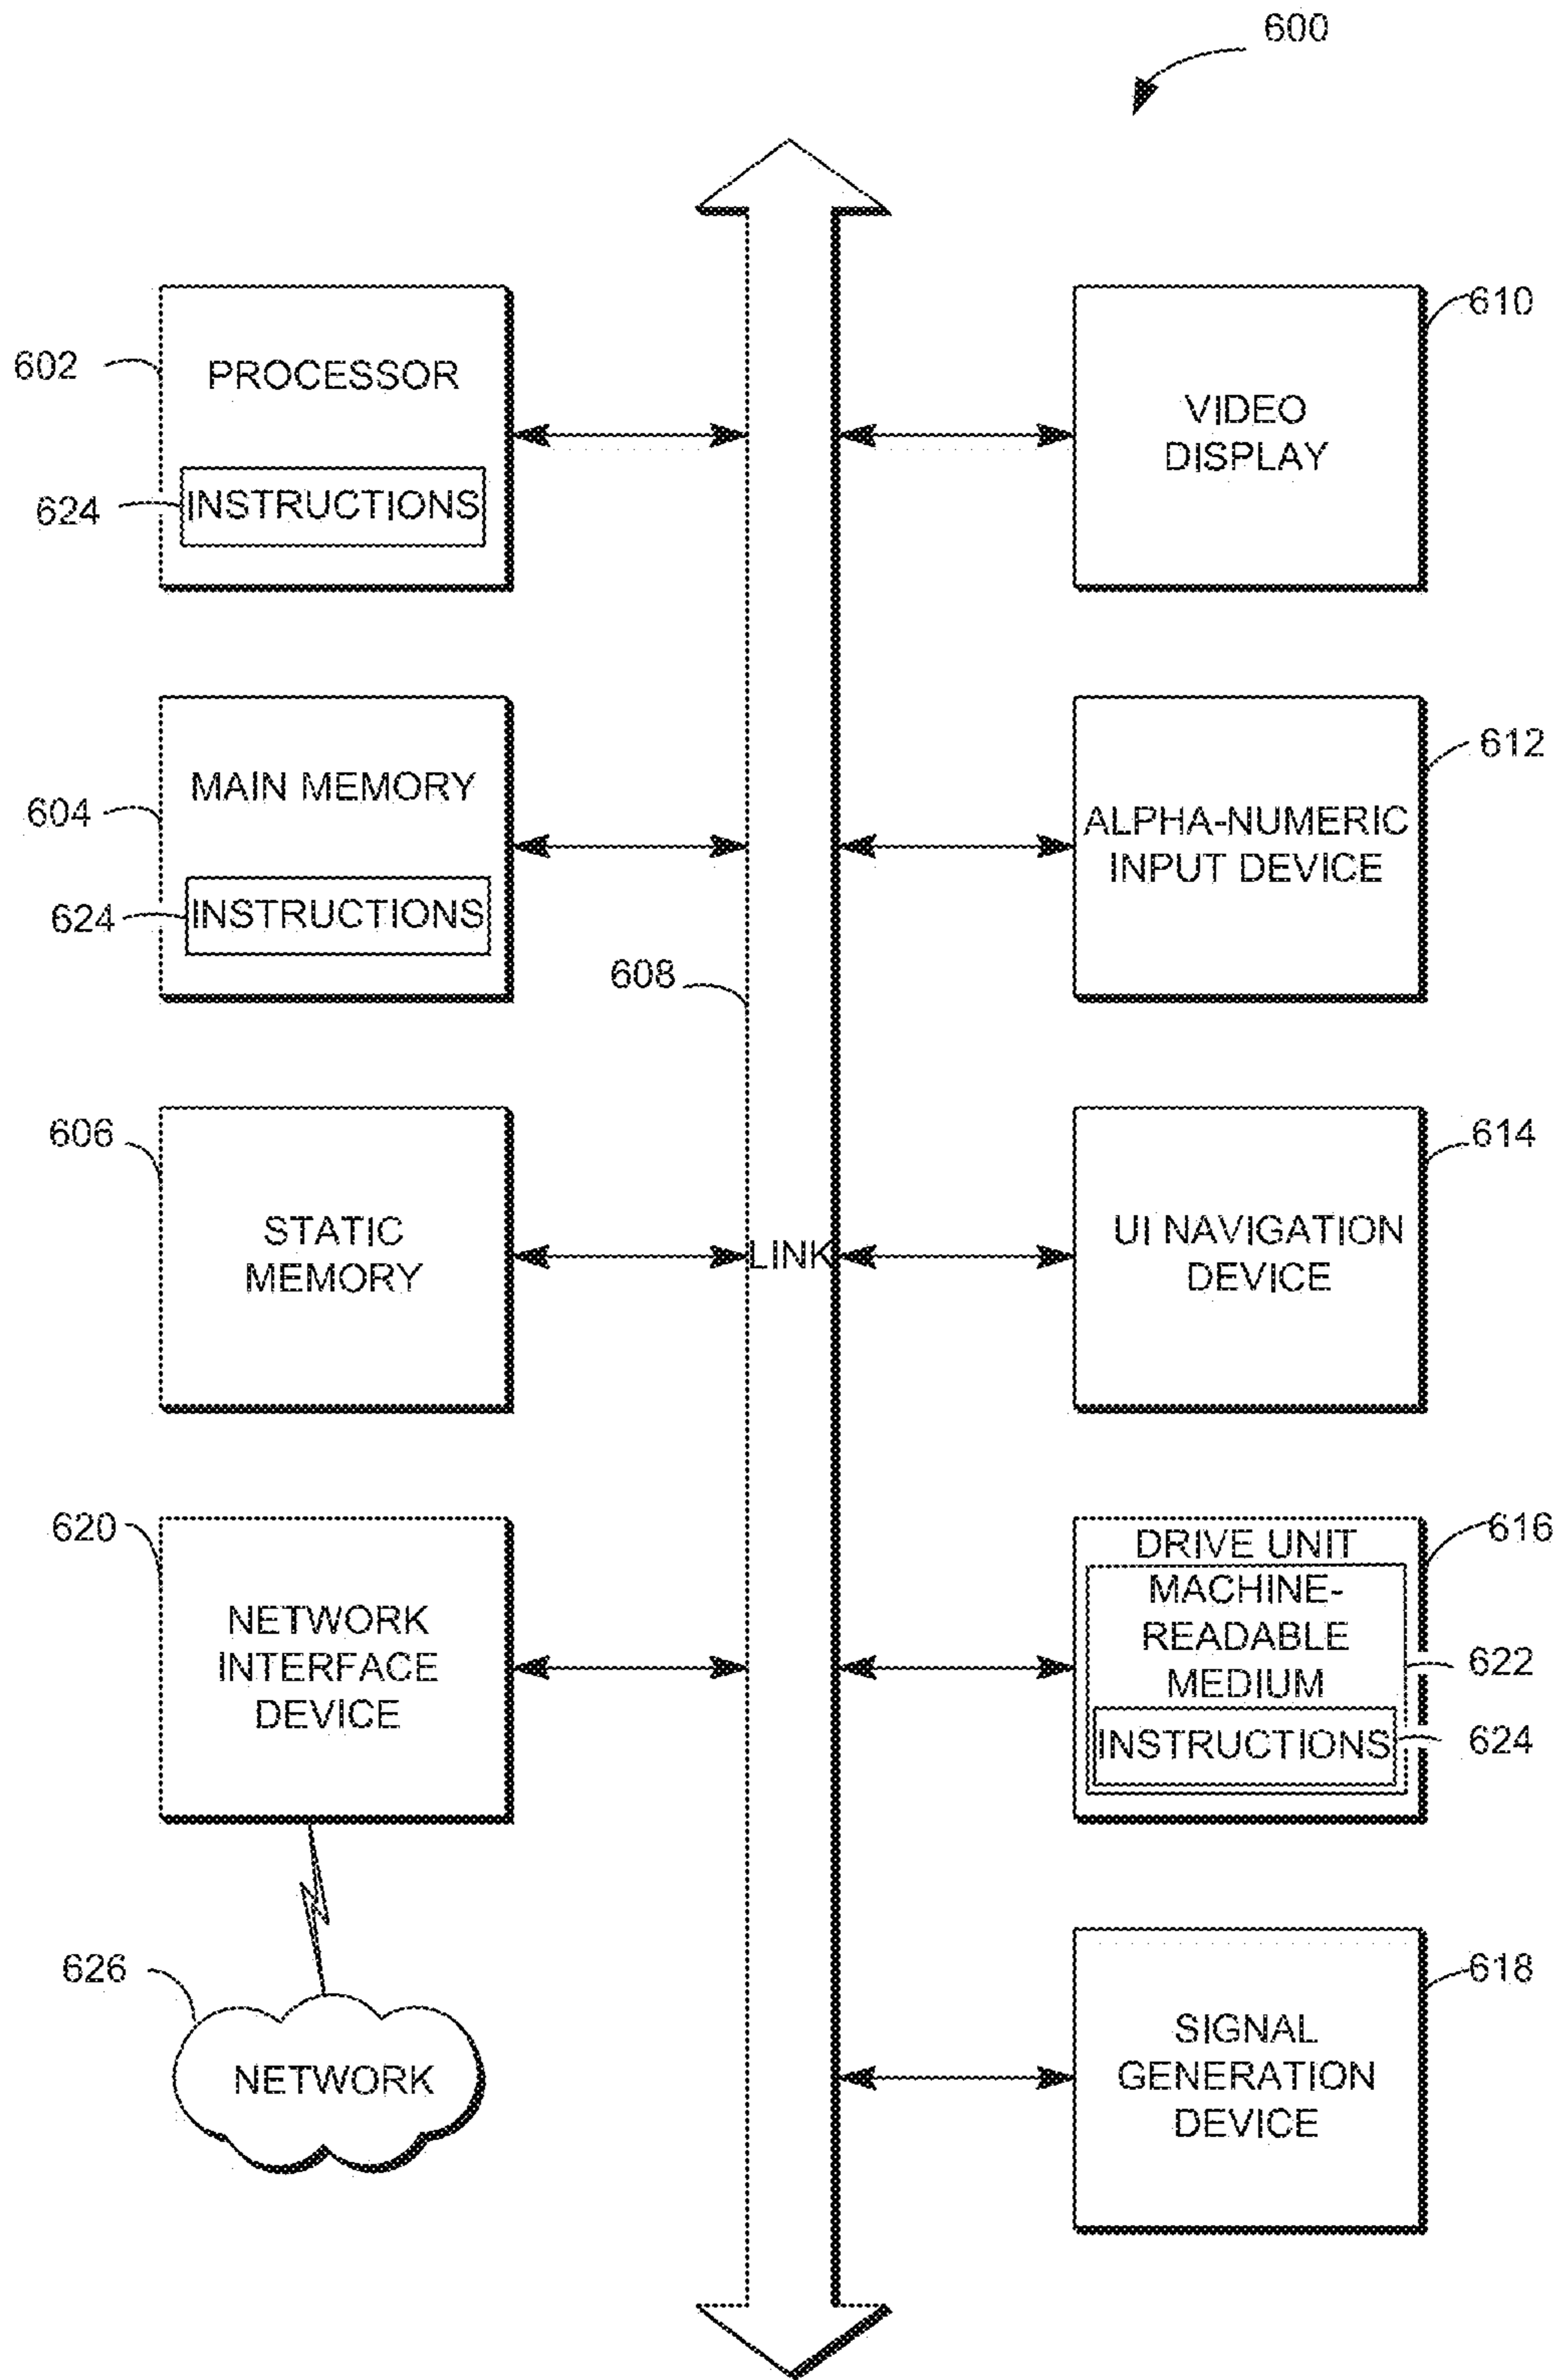 600
602
PROCESSOR
624
INSTRUCTIONS
604
MAIN MEMORY
624
INSTRUCTIONS
606
STATIC
MEMORY
620
NETWORK
INTERFACE
DEVICE
626
NETWORK
608
LINK
610
VIDEO
DISPLAY
612
ALPHA-NUMERIC
INPUT DEVICE
614
UI NAVIGATION
DEVICE
616
DRIVE UNIT
MACHINE-
READABLE
MEDIUM
622
INSTRUCTIONS
624
618
SIGNAL
GENERATION
DEVICE